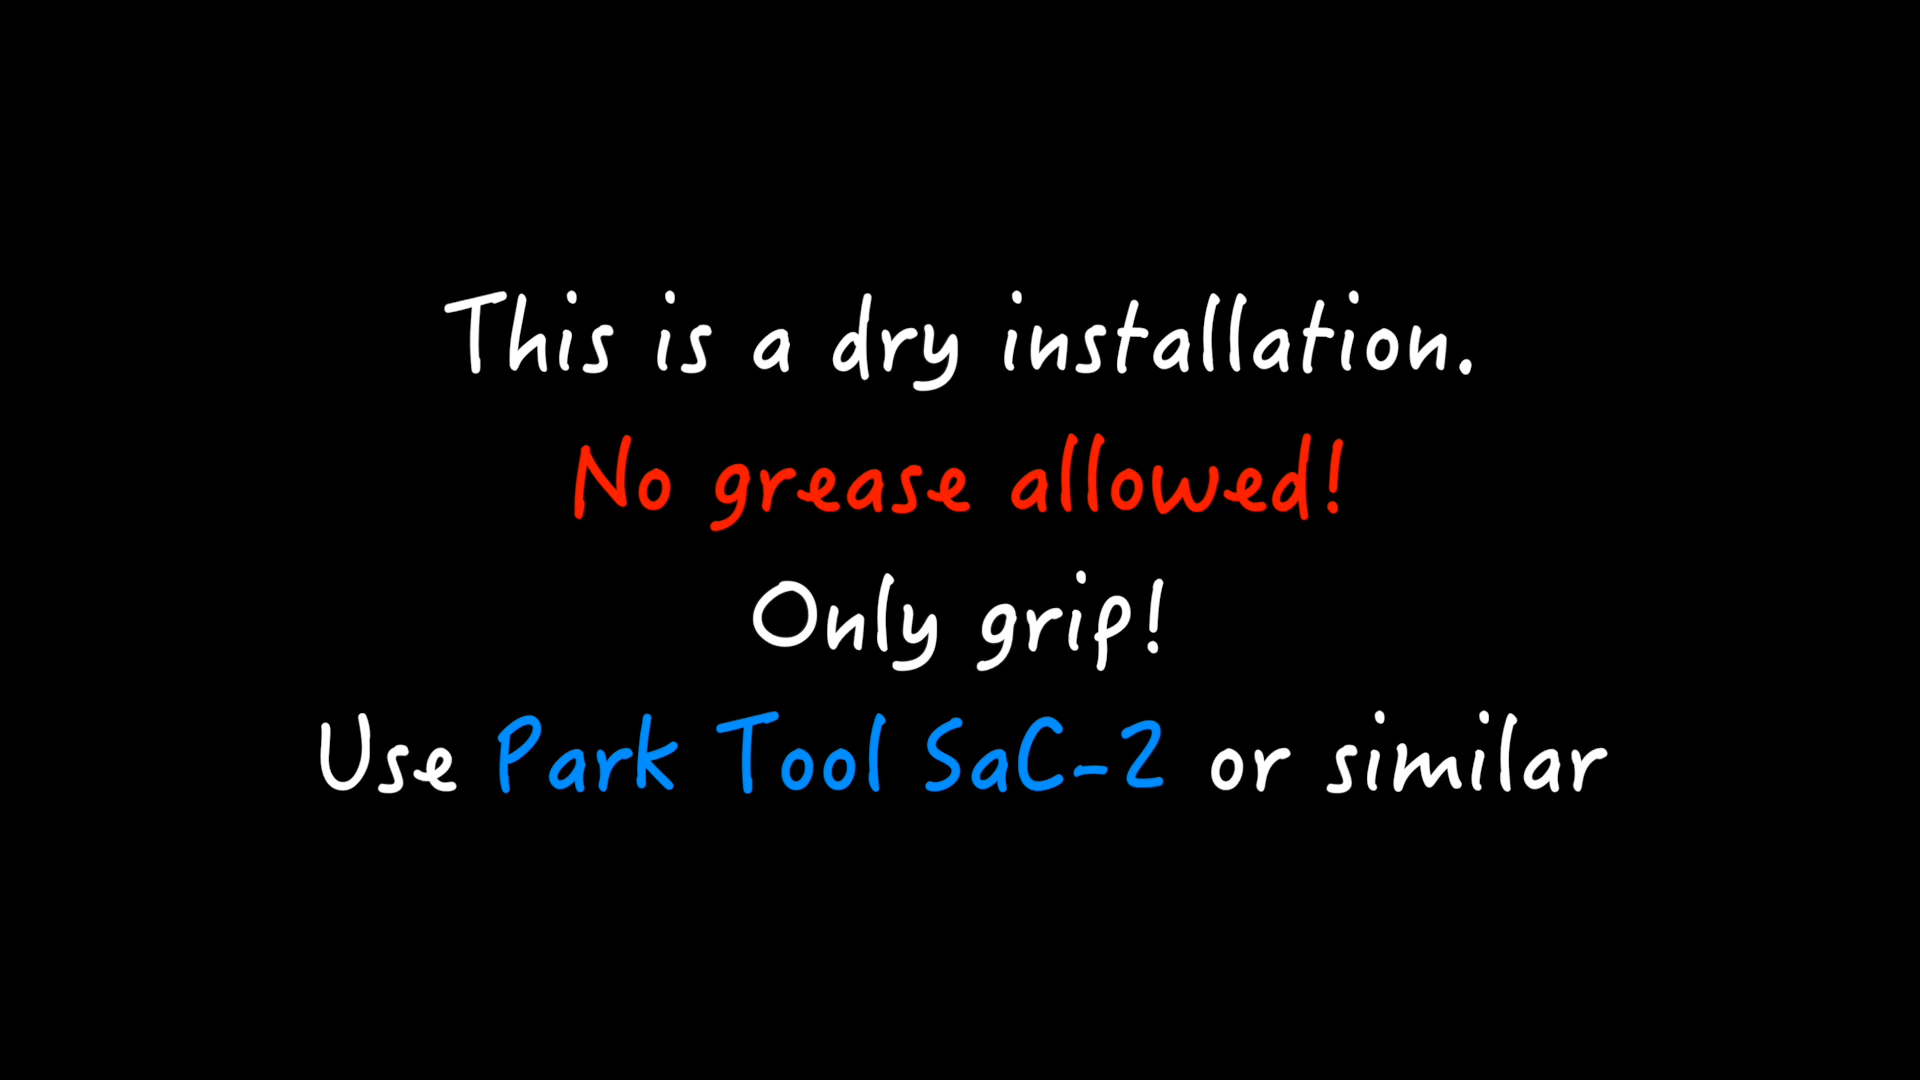 This is a dry installation.
No grease allowed!
Only grip!
Use Park Tool SaC-2 or similar